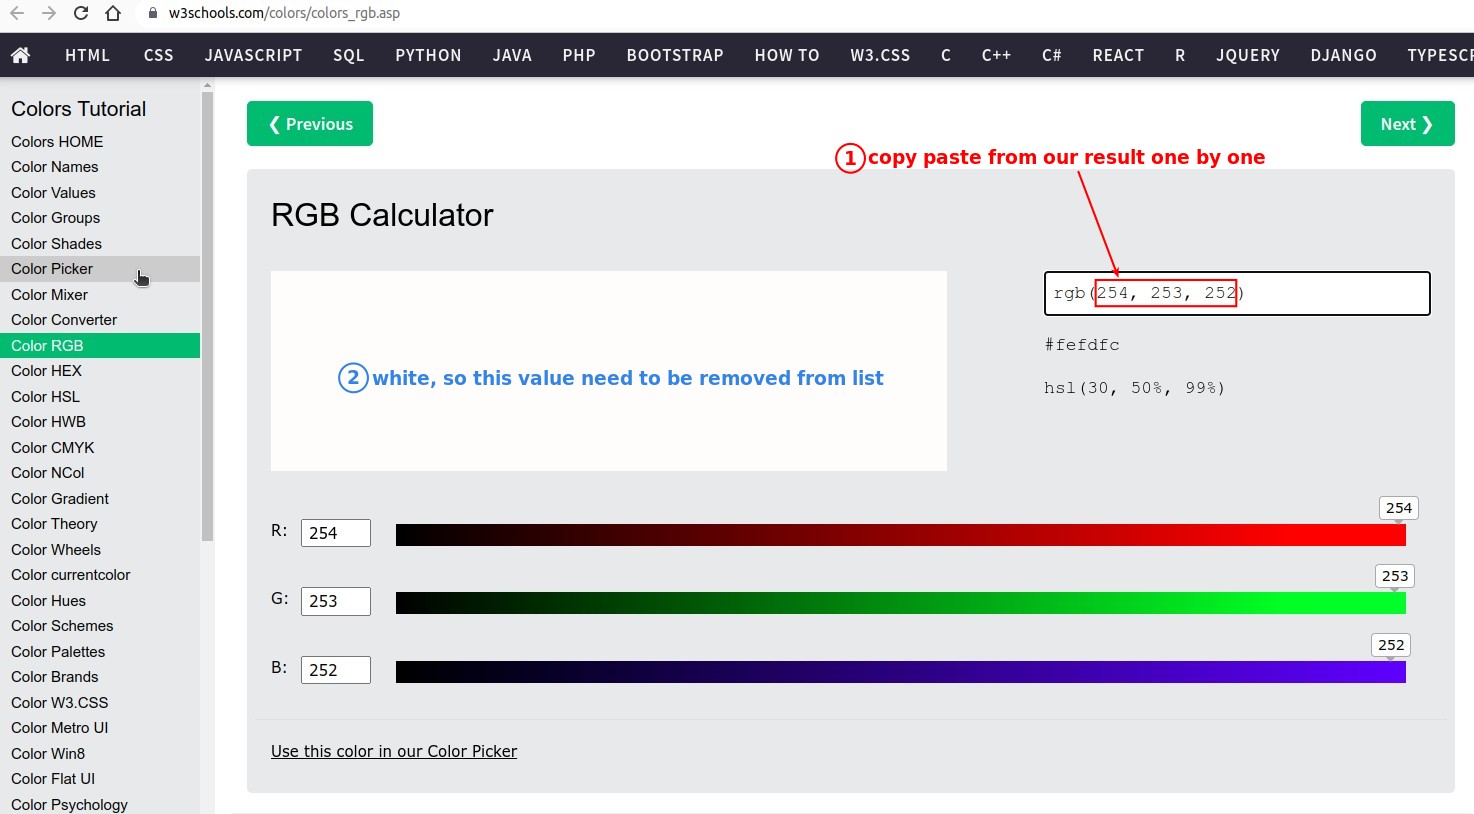 w3schools.com/colors/colors_rgb.asp
HTML CSS JAVASCRIPT SQL PYTHON JAVA PHP BOOTSTRAP HOW TO W3.CSS C C++ C# REACT R JQUERY DJANGO TYPESCR
Colors Tutorial
Colors HOME
Color Names
Color Values
Color Groups
Color Shades
Color Picker
Color Mixer
Color Converter
Color RGB
Color HEX
Color HSL
Color HWB
Color CMYK
Color NCol
Color Gradient
Color Theory
Color Wheels
Color currentcolor
Color Hues
Color Schemes
Color Palettes
Color Brands
Color W3.CSS
Color Metro UI
Color Win8
Color Flat UI
Color Psychology
❮ Previous
Next ❯
1 copy paste from our result one by one
RGB Calculator
rgb(254, 253, 252)
#fefdfc
hsl(30, 50%, 99%)
2 white, so this value need to be removed from list
254
R: 254
253
G: 253
252
B: 252
Use this color in our Color Picker